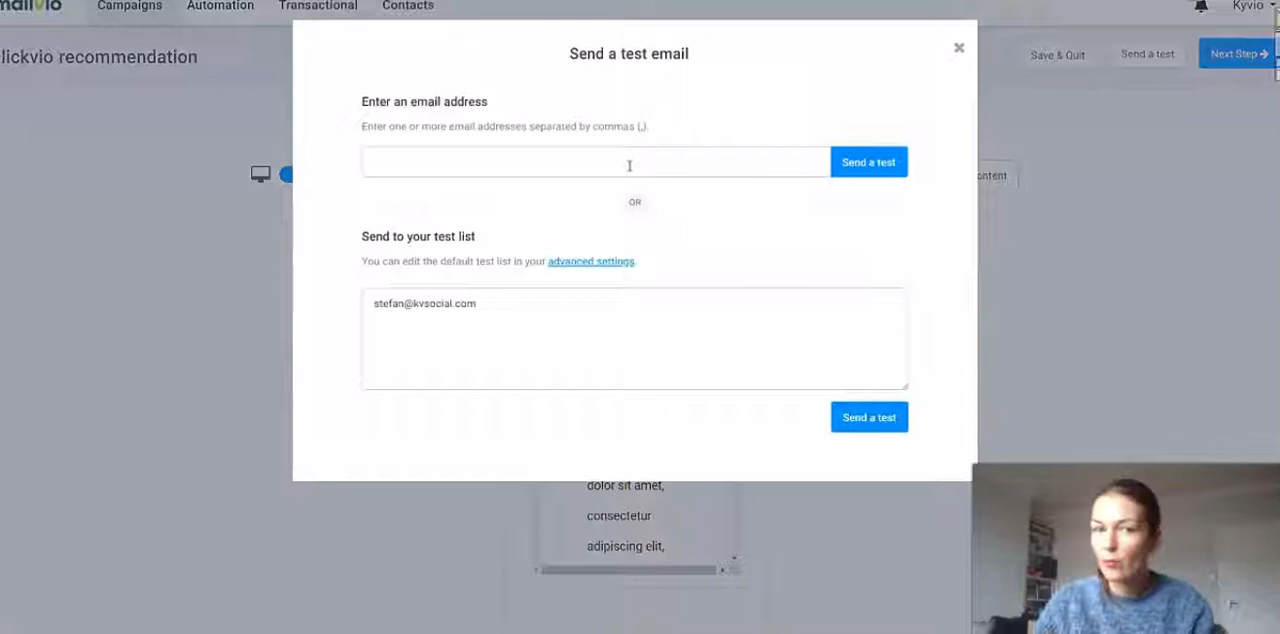 mailvio Campaigns Automation Transactional Contacts Kyvio
lickvio recommendation
Save & Quit Send a test Next Step
Send a test email
Enter an email address
Enter one or more email addresses separated by commas (,).
Send a test
OR
ontent
Send to your test list
You can edit the default test list in your advanced settings.
stefan@kvsocial.com
Send a test
dolor sit amet,
consectetur
adipiscing elit,